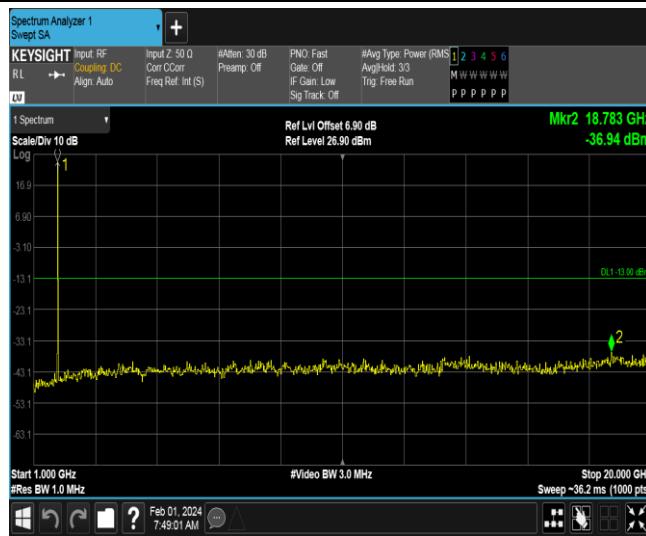 Spectrum Analyzer 1
Swept SA
+
KEYSIGHT
RL
LXI
Input: RF
Coupling: DC
Align: Auto
Input Z: 50 Ω
Corr CCorr
Freq Ref: Int (S)
#Atten: 30 dB
Preamp: Off
PNO: Fast
Gate: Off
IF Gain: Low
Sig Track: Off
#Avg Type: Power (RMS
Avg|Hold: 3/3
Trig: Free Run
1 2 3 4 5 6
M W W W W W
P P P P P P
1 Spectrum
Scale/Div 10 dB
Log
Ref Lvl Offset 6.90 dB
Ref Level 26.90 dBm
Mkr2 18.783 GH
-36.94 dBm
1
16.9
6.90
-3.10
-13.1
DL1 -13.00 dBm
-23.1
-33.1
2
-43.1
-53.1
-63.1
Start 1.000 GHz
#Video BW 3.0 MHz
Stop 20.000 GH
#Res BW 1.0 MHz
Sweep ~36.2 ms (1000 pts
?
Feb 01, 2024
7:49:01 AM